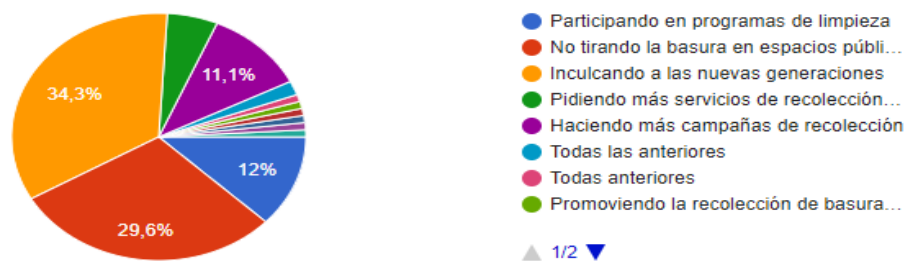 34,3%
11,1%
12%
29,6%
Participando en programas de limpieza
No tirando la basura en espacios públi...
Inculcando a las nuevas generaciones
Pidiendo más servicios de recolección...
Haciendo más campañas de recolección
Todas las anteriores
Todas anteriores
Promoviendo la recolección de basura...
1/2